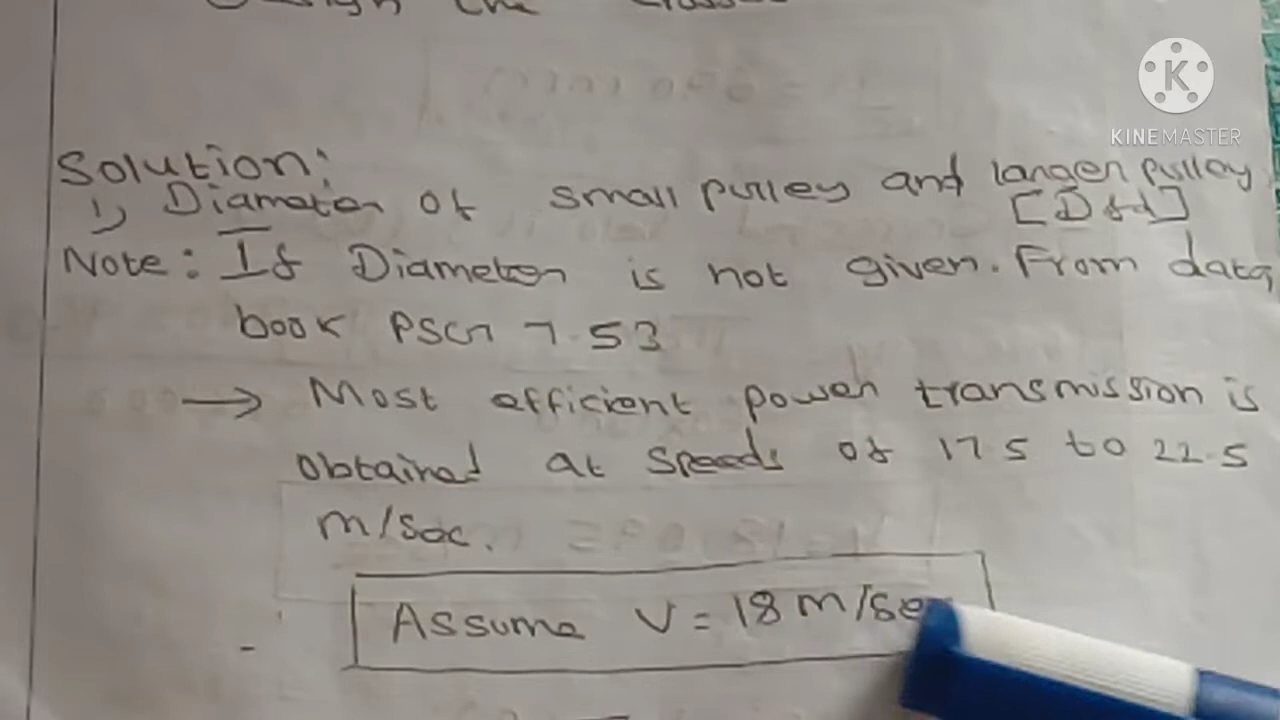 the
KINEMASTER
Solution:
1) Diameter of small pulley and larger pulley
[D & d]
Note: If Diameter is not given. From data
book PSG 7.53
→ Most efficient power transmission is
obtained at speeds of 17.5 to 22.5
m/sec.
Assume V = 18 m/sec